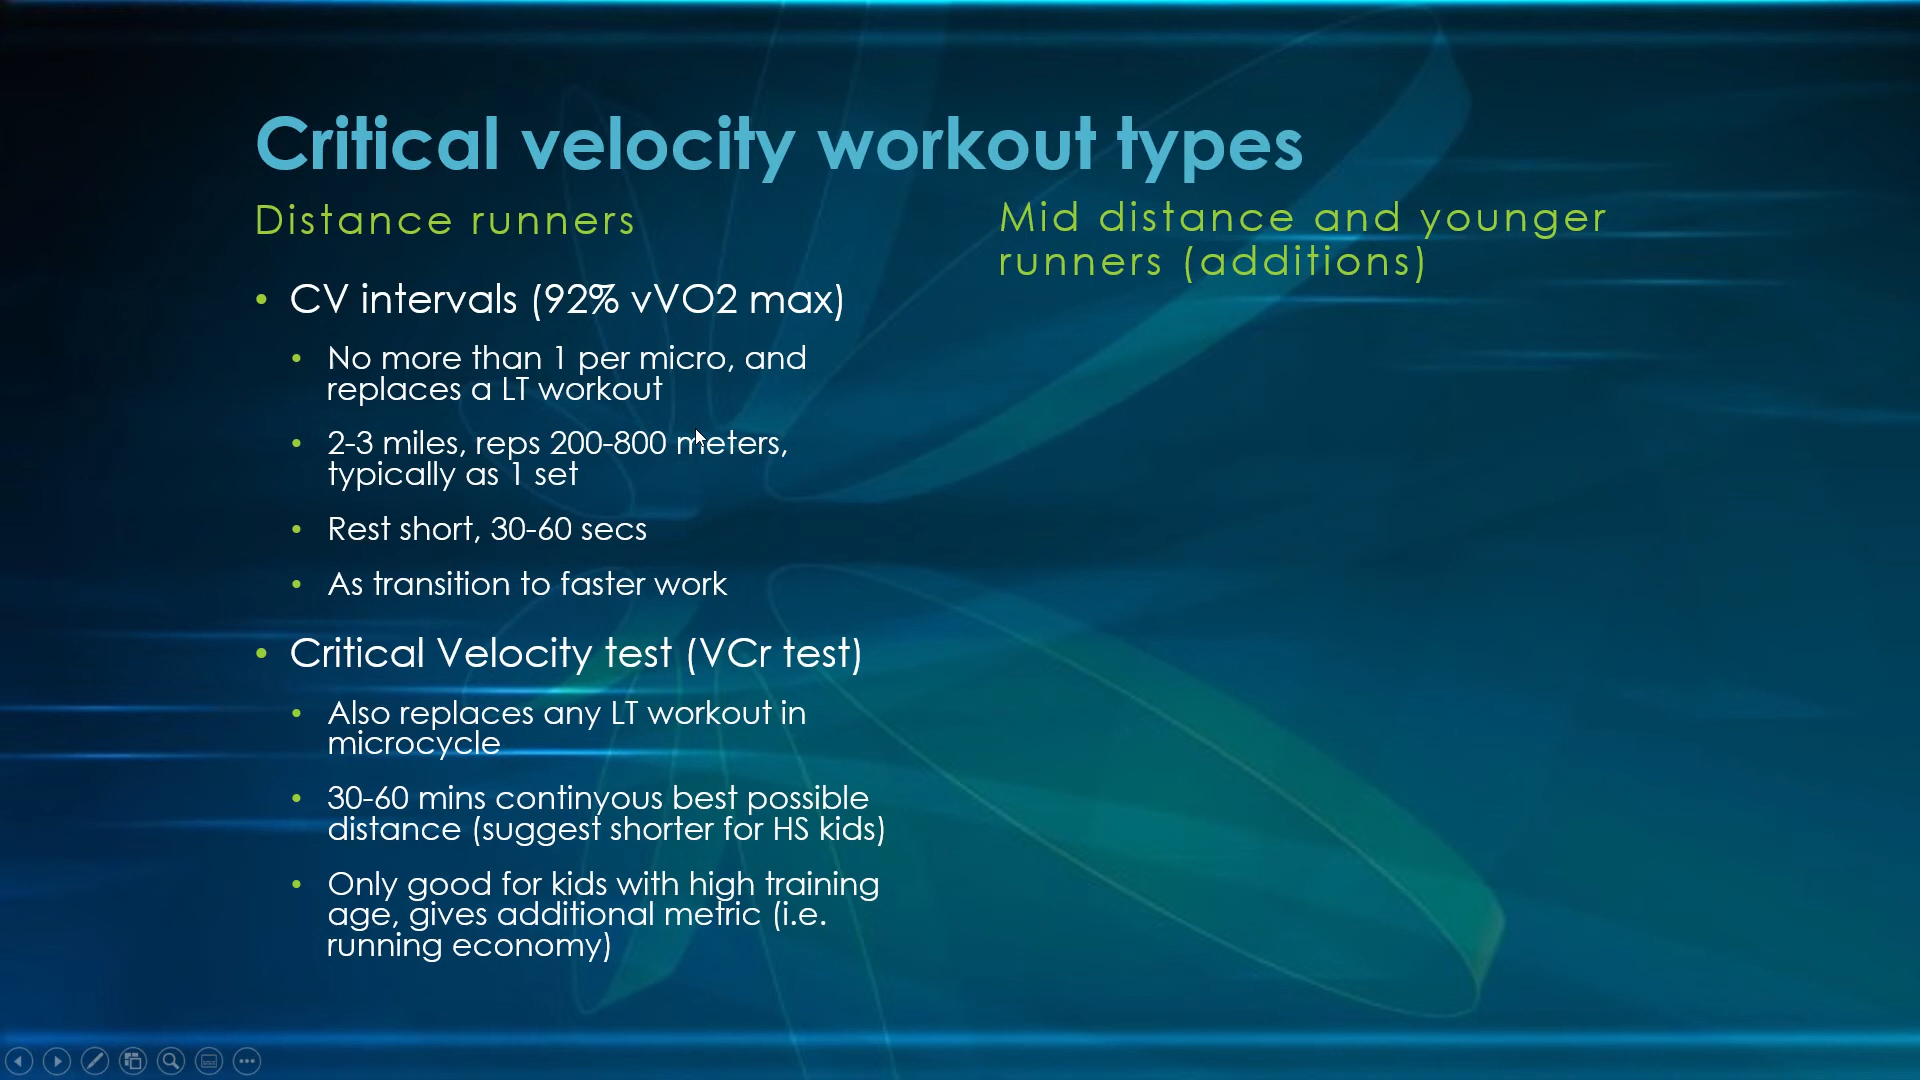 Critical velocity workout types
Distance runners
• CV intervals (92% vVO2 max)
• No more than 1 per micro, and
replaces a LT workout
• 2-3 miles, reps 200-800 meters,
typically as 1 set
• Rest short, 30-60 secs
• As transition to faster work
• Critical Velocity test (VCr test)
• Also replaces any LT workout in
microcycle
• 30-60 mins continyous best possible
distance (suggest shorter for HS kids)
• Only good for kids with high training
age, gives additional metric (i.e.
running economy)
Mid distance and younger
runners (additions)